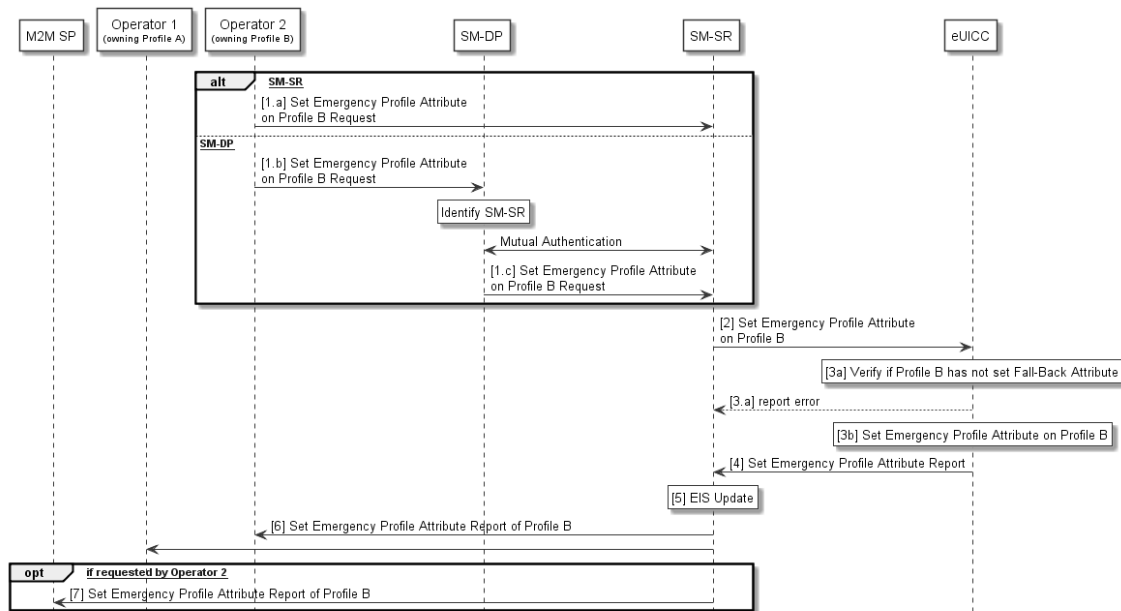 M2M SP
Operator 1
(owning Profile A)
Operator 2
(owning Profile B)
SM-DP
SM-SR
eUICC
alt
SM-SR
[1.a] Set Emergency Profile Attribute
on Profile B Request
SM-DP
[1.b] Set Emergency Profile Attribute
on Profile B Request
Identify SM-SR
Mutual Authentication
[1.c] Set Emergency Profile Attribute
on Profile B Request
[2] Set Emergency Profile Attribute
on Profile B
[3a] Verify if Profile B has not set Fall-Back Attribute
[3.a] report error
[3b] Set Emergency Profile Attribute on Profile B
[4] Set Emergency Profile Attribute Report
[5] EIS Update
[6] Set Emergency Profile Attribute Report of Profile B
opt
if requested by Operator 2
[7] Set Emergency Profile Attribute Report of Profile B